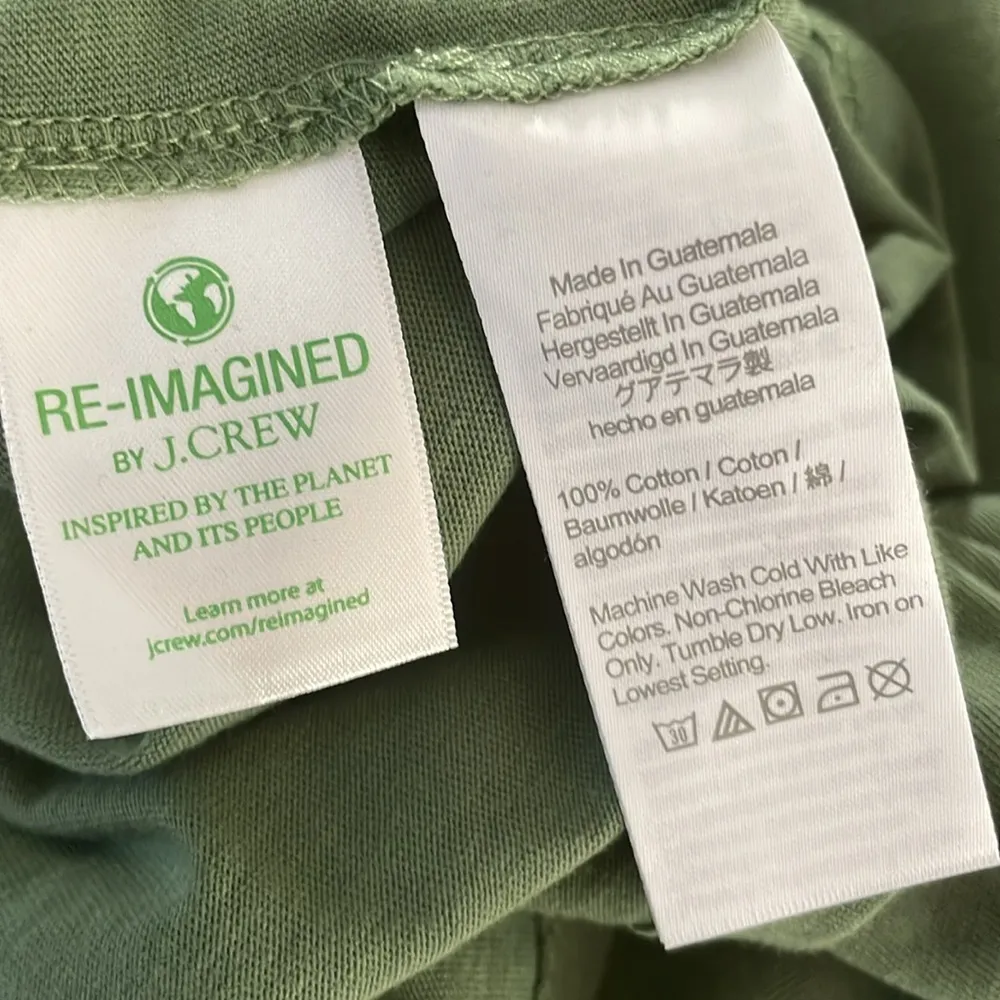 RE-IMAGINED
BY J.CREW
INSPIRED BY THE PLANET
AND ITS PEOPLE
Learn more at
jcrew.com/reimagined
Made In Guatemala
Fabriqué Au Guatemala
Hergestellt In Guatemala
Vervaardigd In Guatemala
グアテマラ製
hecho en guatemala
100% Cotton / Coton /
Baumwolle / Katoen / 綿 /
algodón
Machine Wash Cold With Like
Colors. Non-Chlorine Bleach
Only. Tumble Dry Low. Iron on
Lowest Setting.
30